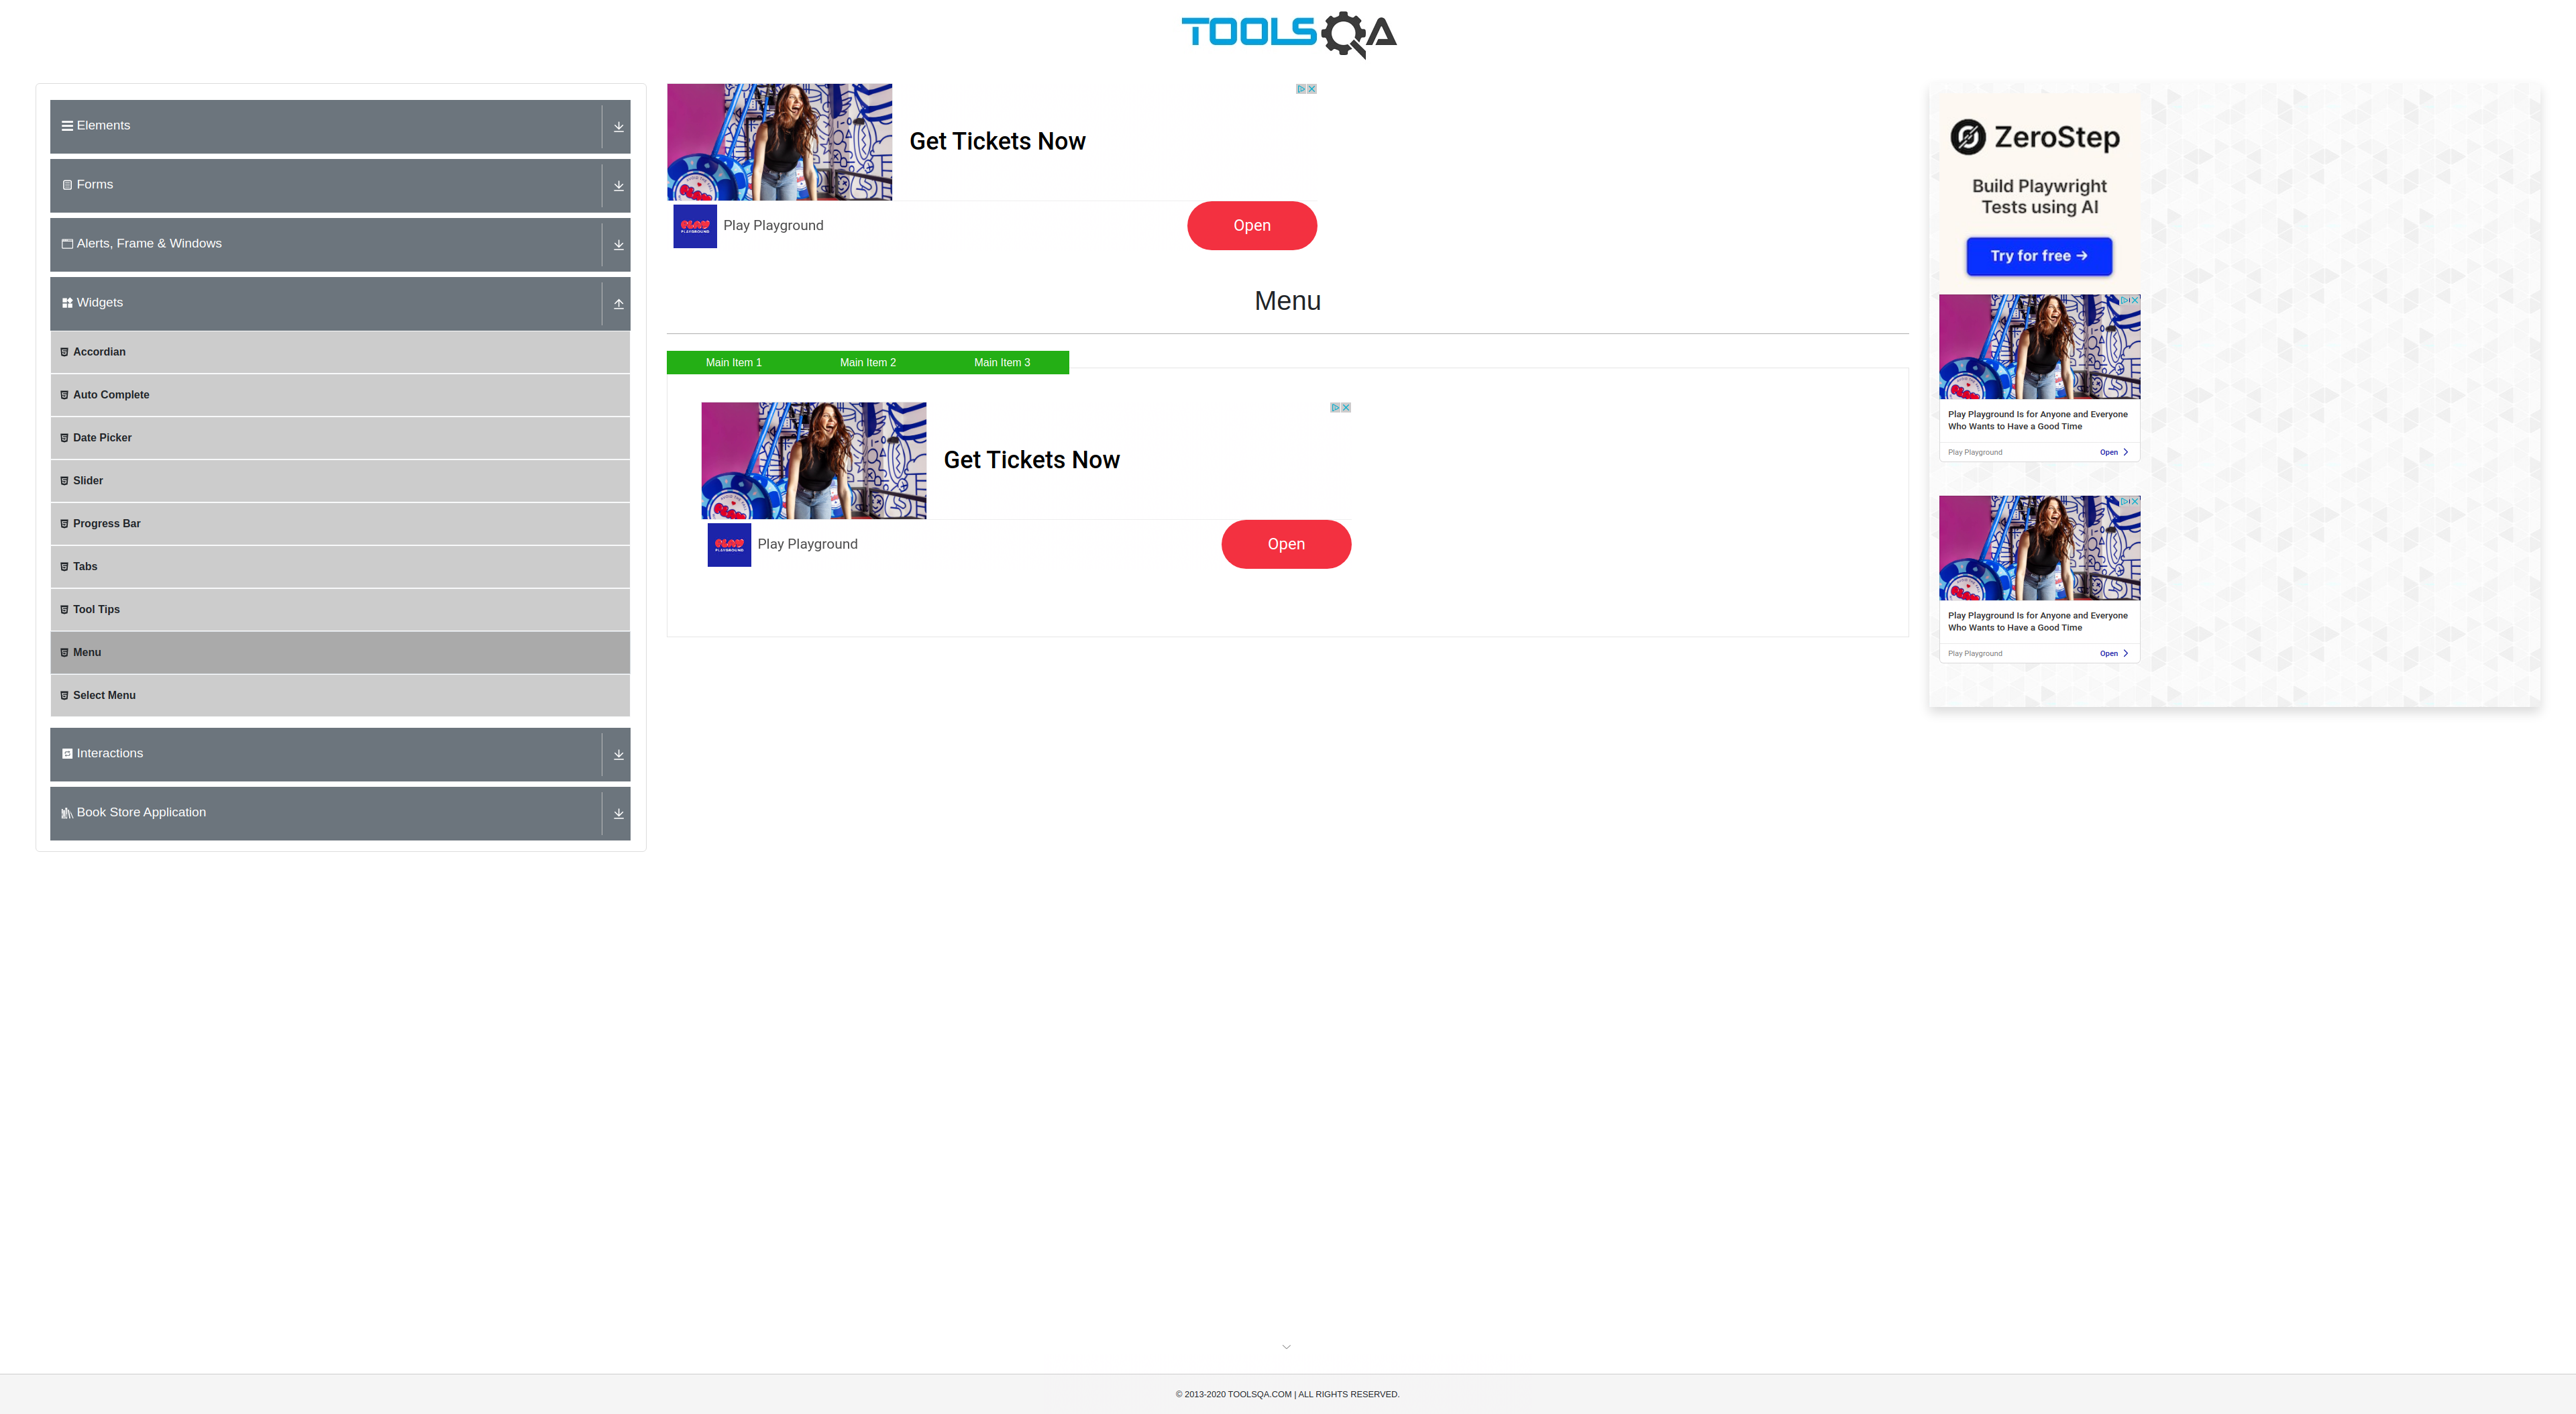 TOOLSQA
Elements
Forms
Alerts, Frame & Windows
Widgets
Accordian
Auto Complete
Date Picker
Slider
Progress Bar
Tabs
Tool Tips
Menu
Select Menu
Interactions
Book Store Application
Get Tickets Now
PLAY
PLAYGROUND
Play Playground
Open
Menu
Main Item 1
Main Item 2
Main Item 3
Get Tickets Now
PLAY
PLAYGROUND
Play Playground
Open
ZeroStep
Build Playwright
Tests using AI
Try for free →
Play Playground Is for Anyone and Everyone
Who Wants to Have a Good Time
Play Playground
Open
Play Playground Is for Anyone and Everyone
Who Wants to Have a Good Time
Play Playground
Open
© 2013-2020 TOOLSQA.COM | ALL RIGHTS RESERVED.